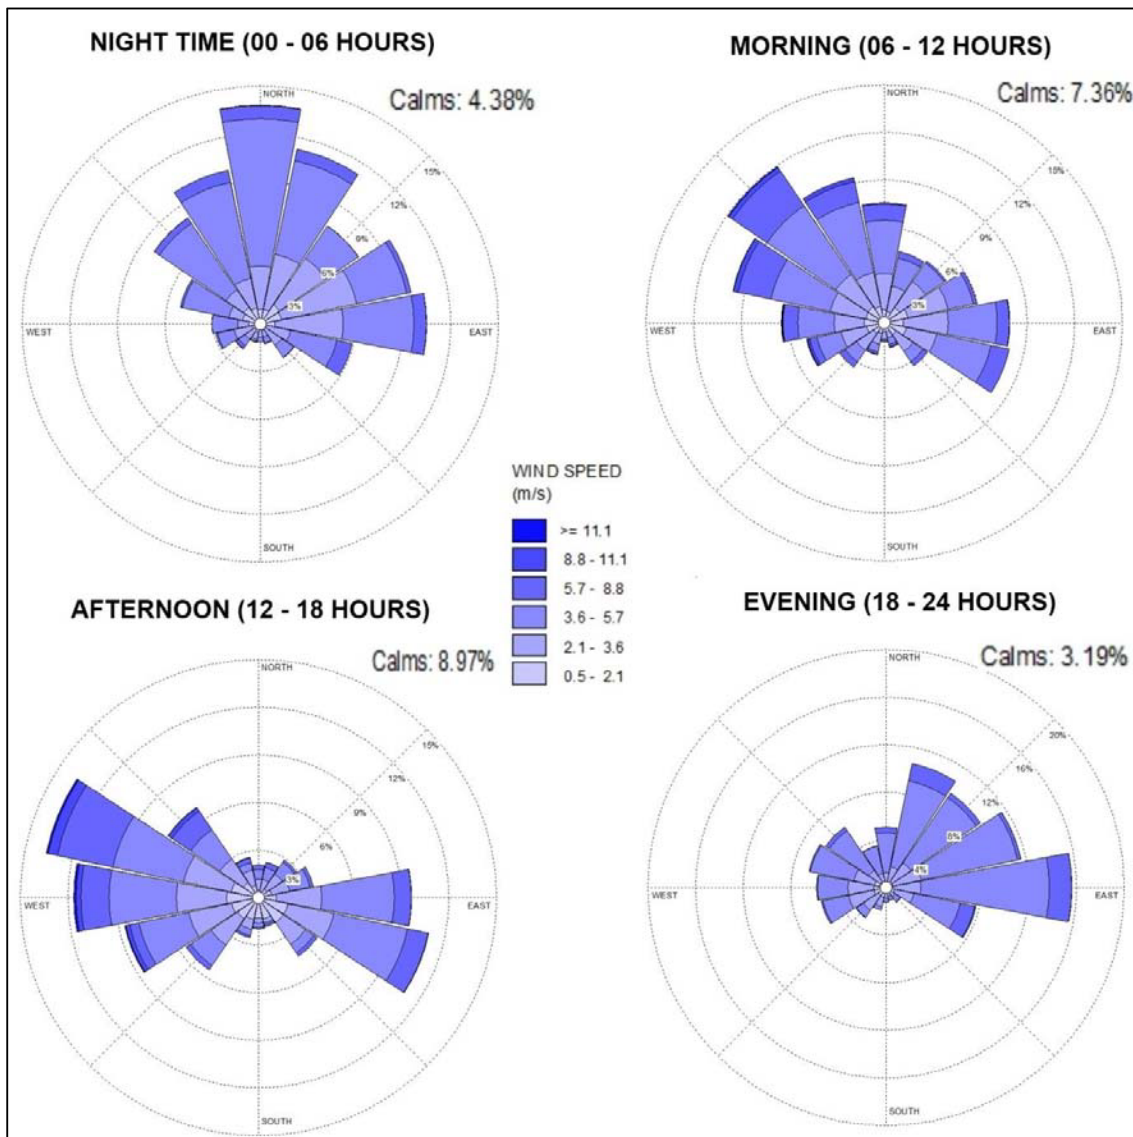 NIGHT TIME (00 - 06 HOURS)
Calms: 4.38%
NORTH
15%
12%
9%
6%
3%
WEST
EAST
SOUTH
MORNING (06 - 12 HOURS)
Calms: 7.36%
NORTH
15%
12%
9%
6%
3%
WEST
EAST
SOUTH
WIND SPEED
(m/s)
>= 11.1
8.8 - 11.1
5.7 - 8.8
3.6 - 5.7
2.1 - 3.6
0.5 - 2.1
AFTERNOON (12 - 18 HOURS)
Calms: 8.97%
NORTH
15%
12%
9%
6%
3%
WEST
EAST
SOUTH
EVENING (18 - 24 HOURS)
Calms: 3.19%
NORTH
20%
16%
12%
8%
4%
WEST
EAST
SOUTH